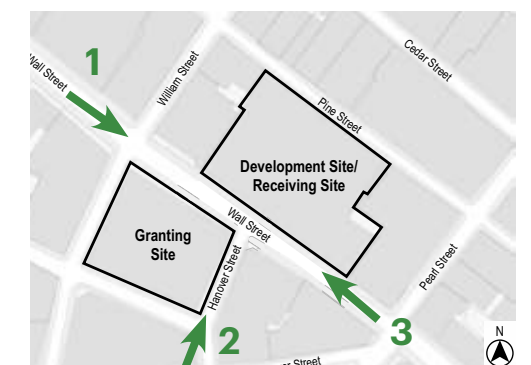 1
Wall Street
William Street
Cedar Street
Pine Street
Development Site/
Receiving Site
Wall Street
Granting
Site
Hanover Street
Pearl Street
2
3
Street
N